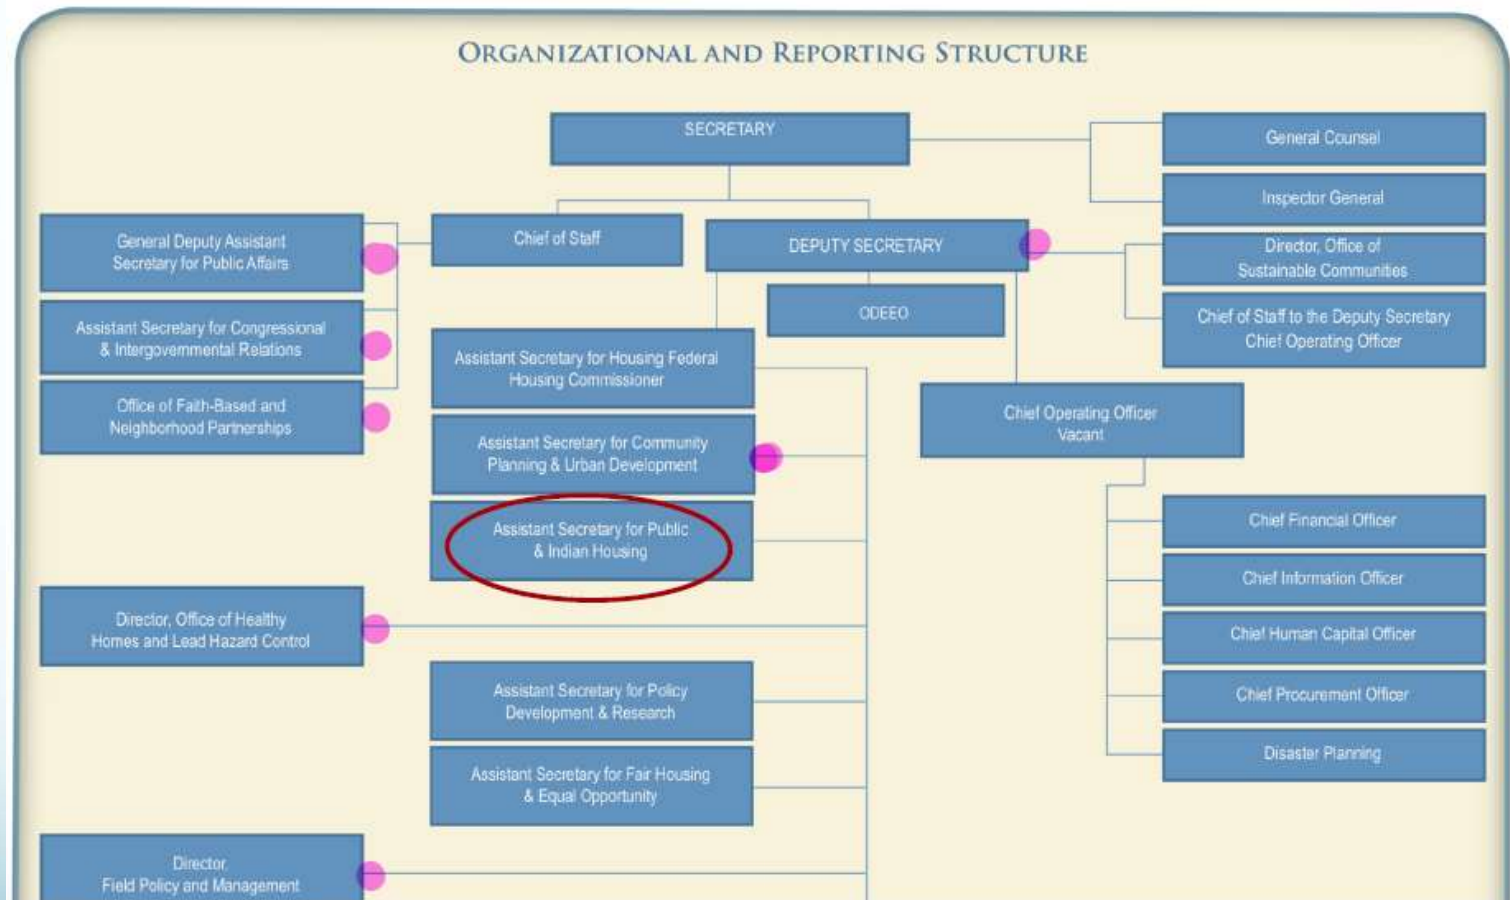 ORGANIZATIONAL AND REPORTING STRUCTURE
SECRETARY
General Counsel
Inspector General
General Deputy Assistant
Secretary for Public Affairs
Chief of Staff
DEPUTY SECRETARY
Director, Office of
Sustainable Communities
ODEEO
Chief of Staff to the Deputy Secretary
Chief Operating Officer
Assistant Secretary for Congressional
& Intergovernmental Relations
Assistant Secretary for Housing Federal
Housing Commissioner
Office of Faith-Based and
Neighborhood Partnerships
Assistant Secretary for Community
Planning & Urban Development
Chief Operating Officer
Vacant
Assistant Secretary for Public
& Indian Housing
Chief Financial Officer
Chief Information Officer
Chief Human Capital Officer
Chief Procurement Officer
Disaster Planning
Director, Office of Healthy
Homes and Lead Hazard Control
Assistant Secretary for Policy
Development & Research
Assistant Secretary for Fair Housing
& Equal Opportunity
Director,
Field Policy and Management